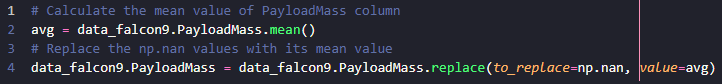 1 # Calculate the mean value of PayloadMass column
2 avg = data_falcon9.PayloadMass.mean()
3 # Replace the np.nan values with its mean value
4 data_falcon9.PayloadMass = data_falcon9.PayloadMass.replace(to_replace=np.nan, value=avg)